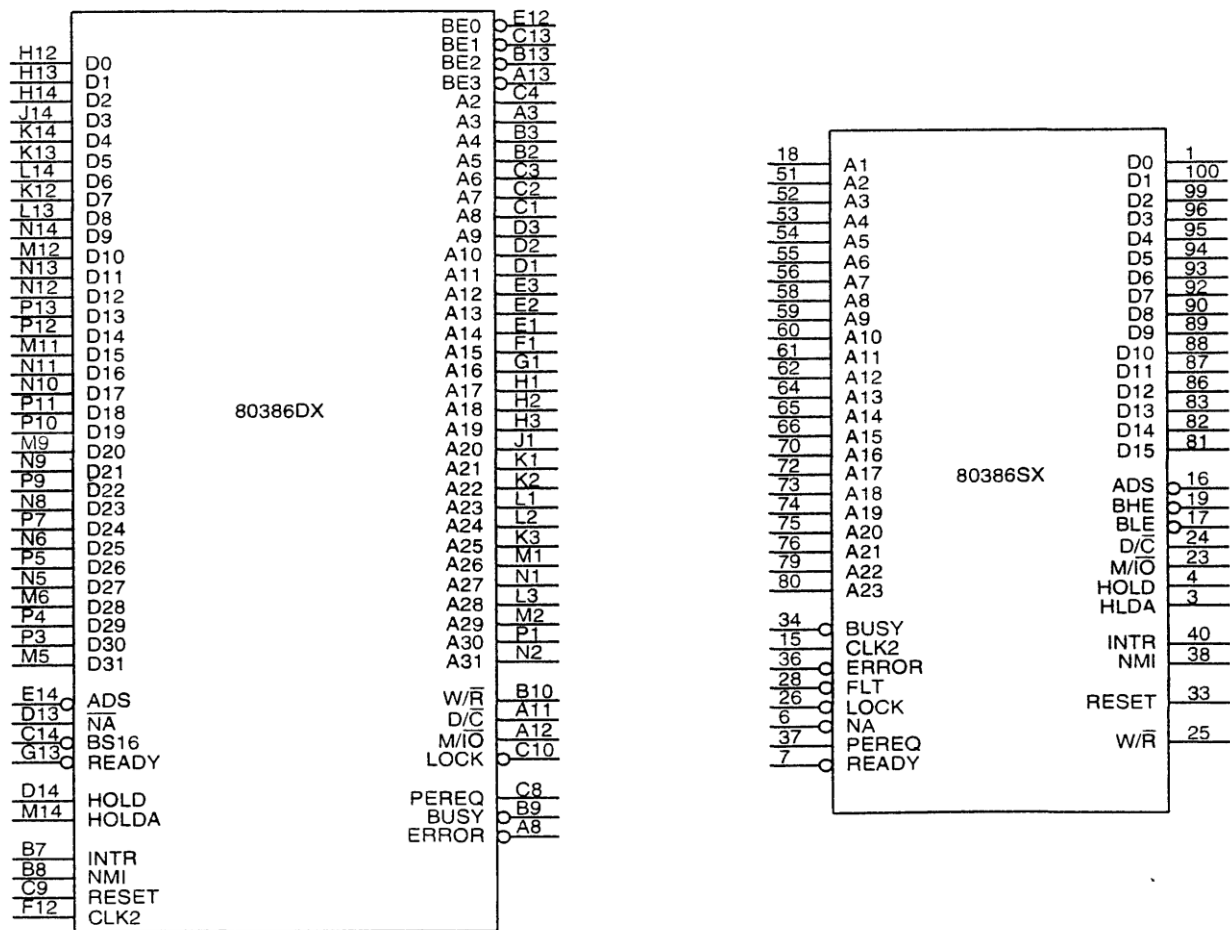 BE0 E12
BE1 C13
H12 D0 BE2 B13
H13 D1 BE3 A13
H14 D2 A2 C4
J14 D3 A3 A3
K14 D4 A4 B3
K13 D5 A5 B2
L14 D6 A6 C3
K12 D7 A7 C2
L13 D8 A8 C1
N14 D9 A9 D3
M12 D10 A10 D2
N13 D11 A11 D1
N12 D12 A12 E3
P13 D13 A13 E2
P12 D14 A14 E1
M11 D15 A15 F1
N11 D16 A16 G1
N10 D17 A17 H1
P11 D18 A18 H2
P10 D19 A19 H3
M9 D20 A20 J1
N9 D21 A21 K1
P9 D22 A22 K2
N8 D23 A23 L1
P7 D24 A24 L2
N6 D25 A25 K3
P5 D26 A26 M1
N5 D27 A27 N1
M6 D28 A28 L3
P4 D29 A29 M2
P3 D30 A30 P1
M5 D31 A31 N2
80386DX
E14 ADS W/R̅ B10
D13 N̅A̅ D/C̅ A11
C14 BS16 M/I̅O̅ A12
G13 READY LOCK C10
D14 HOLD PEREQ C8
M14 HOLDA BUSY B9
ERROR A8
B7 INTR
B8 NMI
C9 RESET
F12 CLK2
18 A1 D0 1
51 A2 D1 100
52 A3 D2 99
53 A4 D3 96
54 A5 D4 95
55 A6 D5 94
56 A7 D6 93
58 A8 D7 92
59 A9 D8 90
60 A10 D9 89
61 A11 D10 88
62 A12 D11 87
64 A13 D12 86
65 A14 D13 83
66 A15 D14 82
70 A16 D15 81
72 A17
80386SX
73 A18 ADS 16
74 A19 BHE 19
75 A20 BLE 17
76 A21 D/C̅ 24
79 A22 M/I̅O̅ 23
80 A23 HOLD 4
HLDA 3
34 BUSY
15 CLK2 INTR 40
36 ERROR NMI 38
28 FLT
26 LOCK RESET 33
6 NA
37 PEREQ W/R̅ 25
7 READY